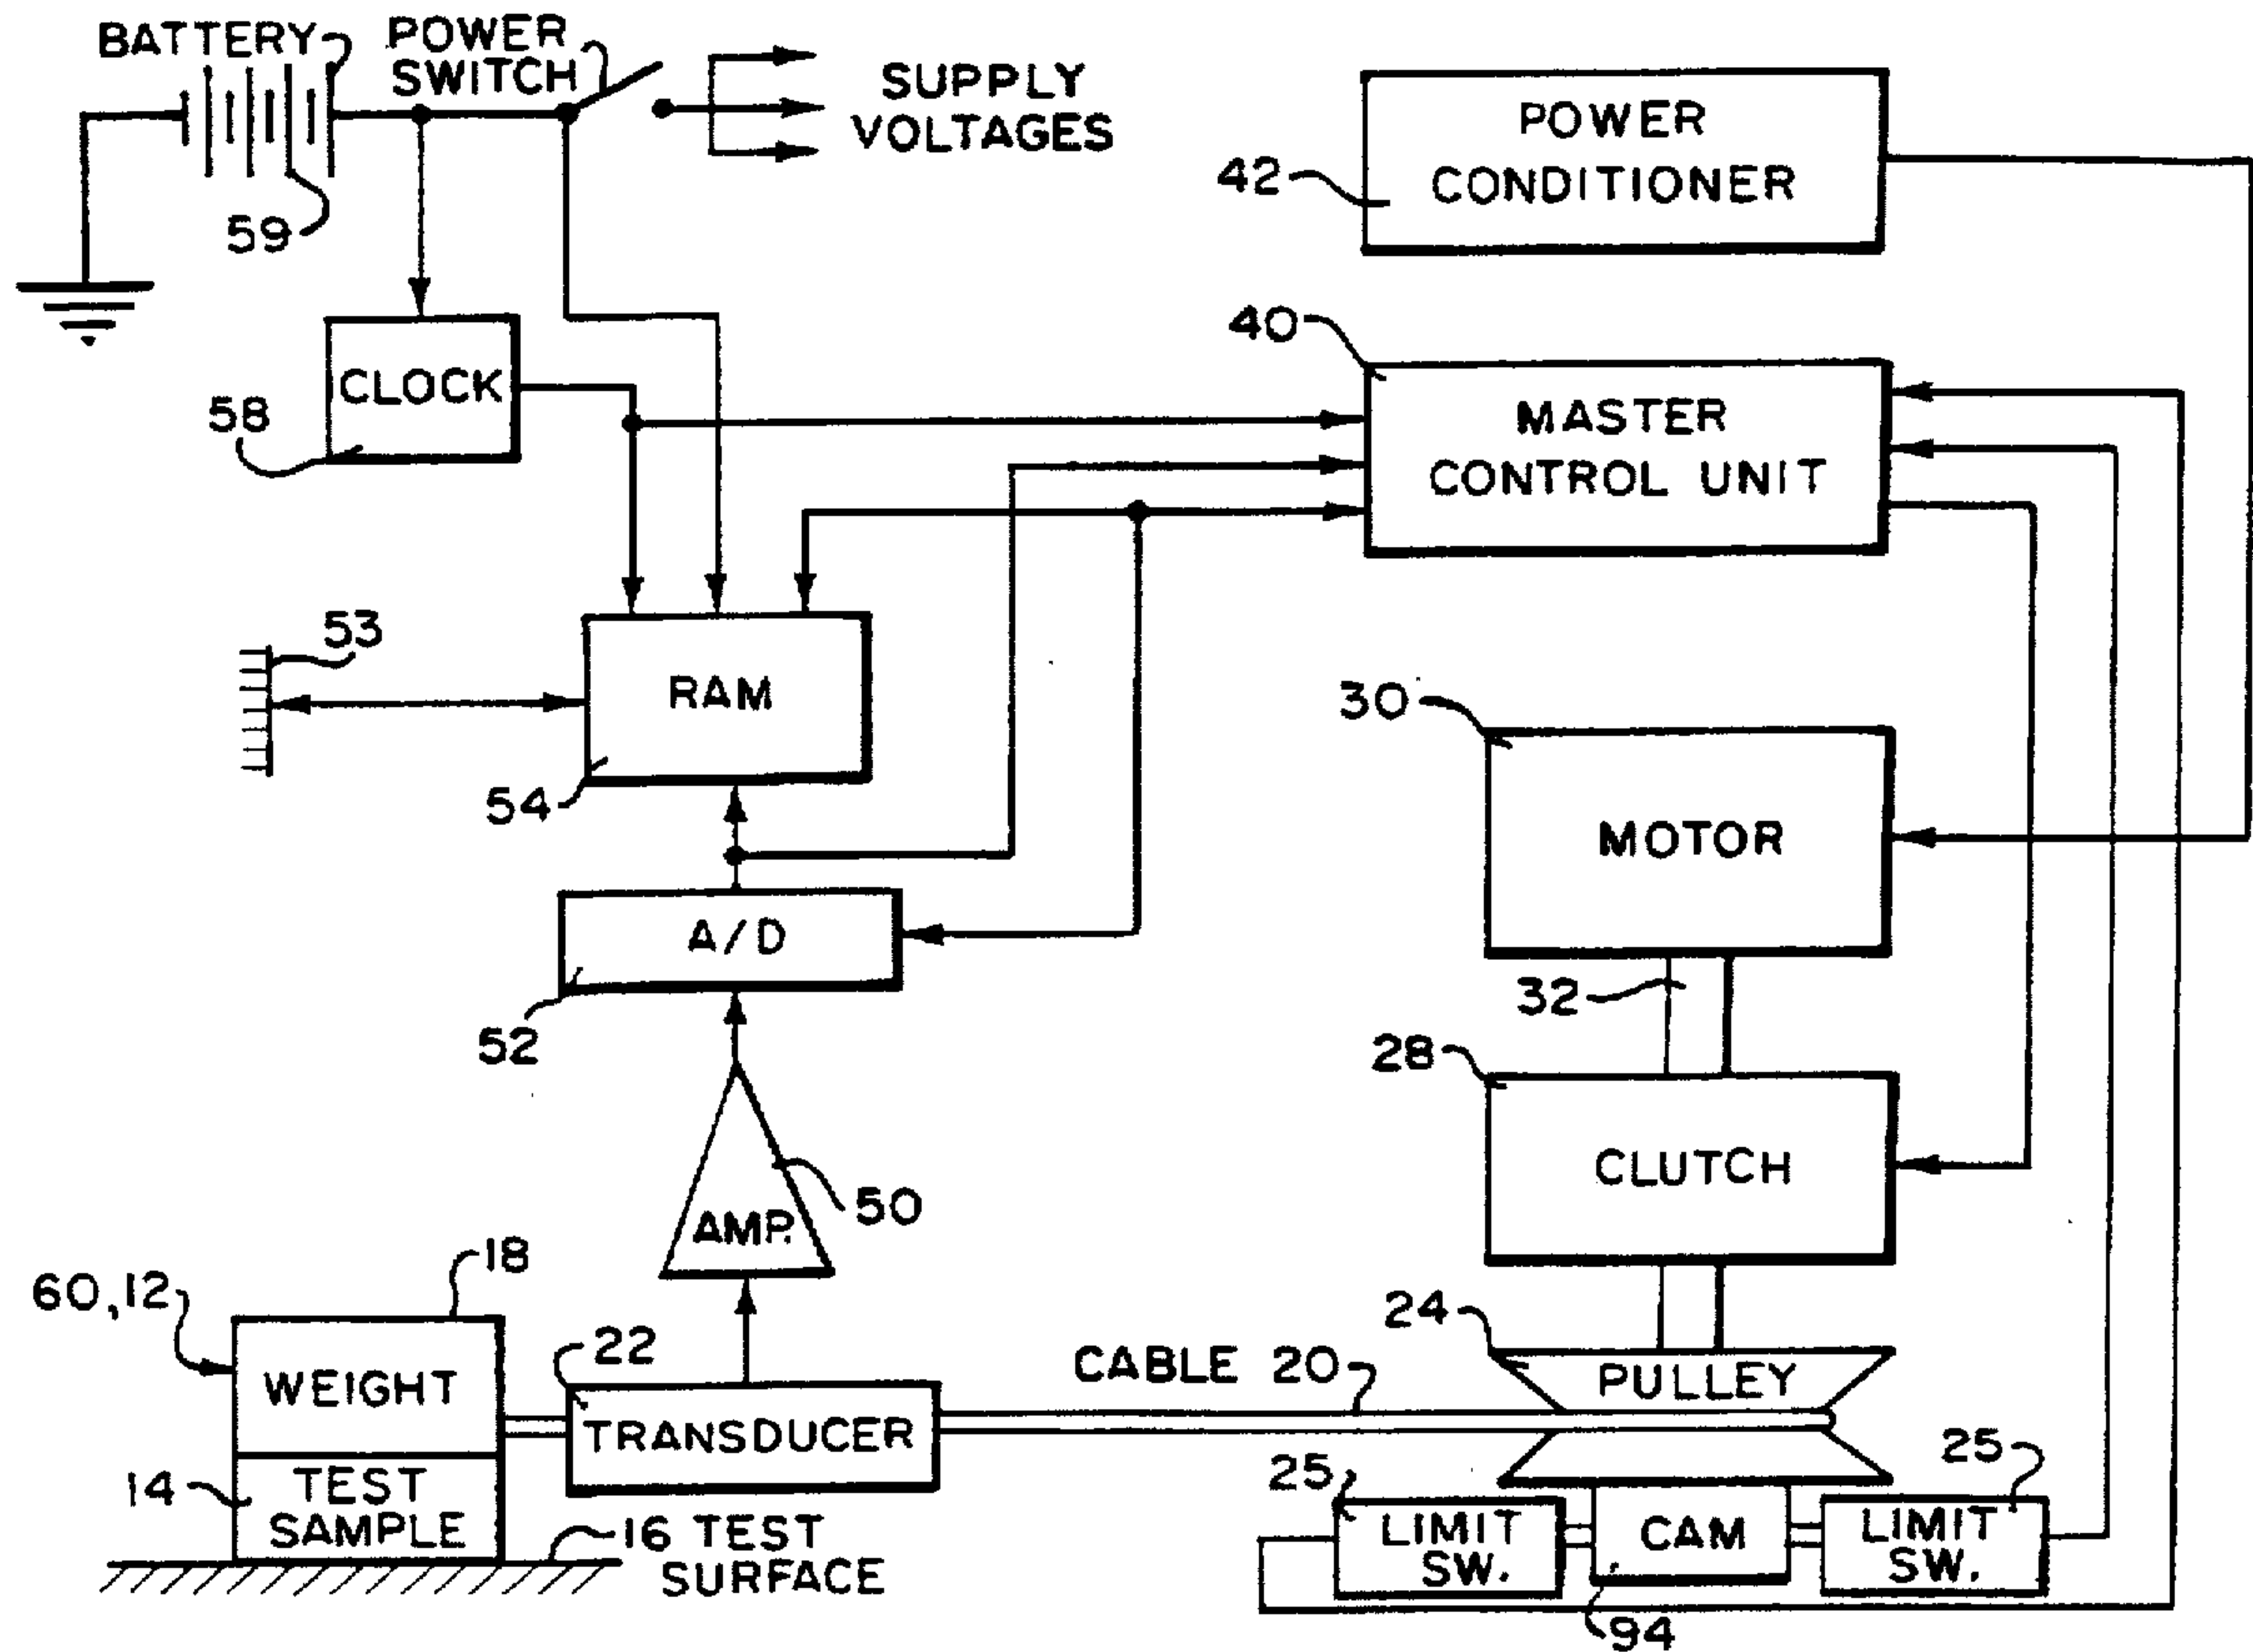 BATTERY
POWER
SWITCH
SUPPLY
VOLTAGES
59
POWER
CONDITIONER
42
CLOCK
58
40
MASTER
CONTROL UNIT
53
RAM
54
30
MOTOR
A/D
52
32
28
CLUTCH
AMP.
50
60,12
18
WEIGHT
22
TRANSDUCER
CABLE 20
24
PULLEY
14
TEST
SAMPLE
16 TEST
SURFACE
25
LIMIT
SW.
CAM
94
25
LIMIT
SW.